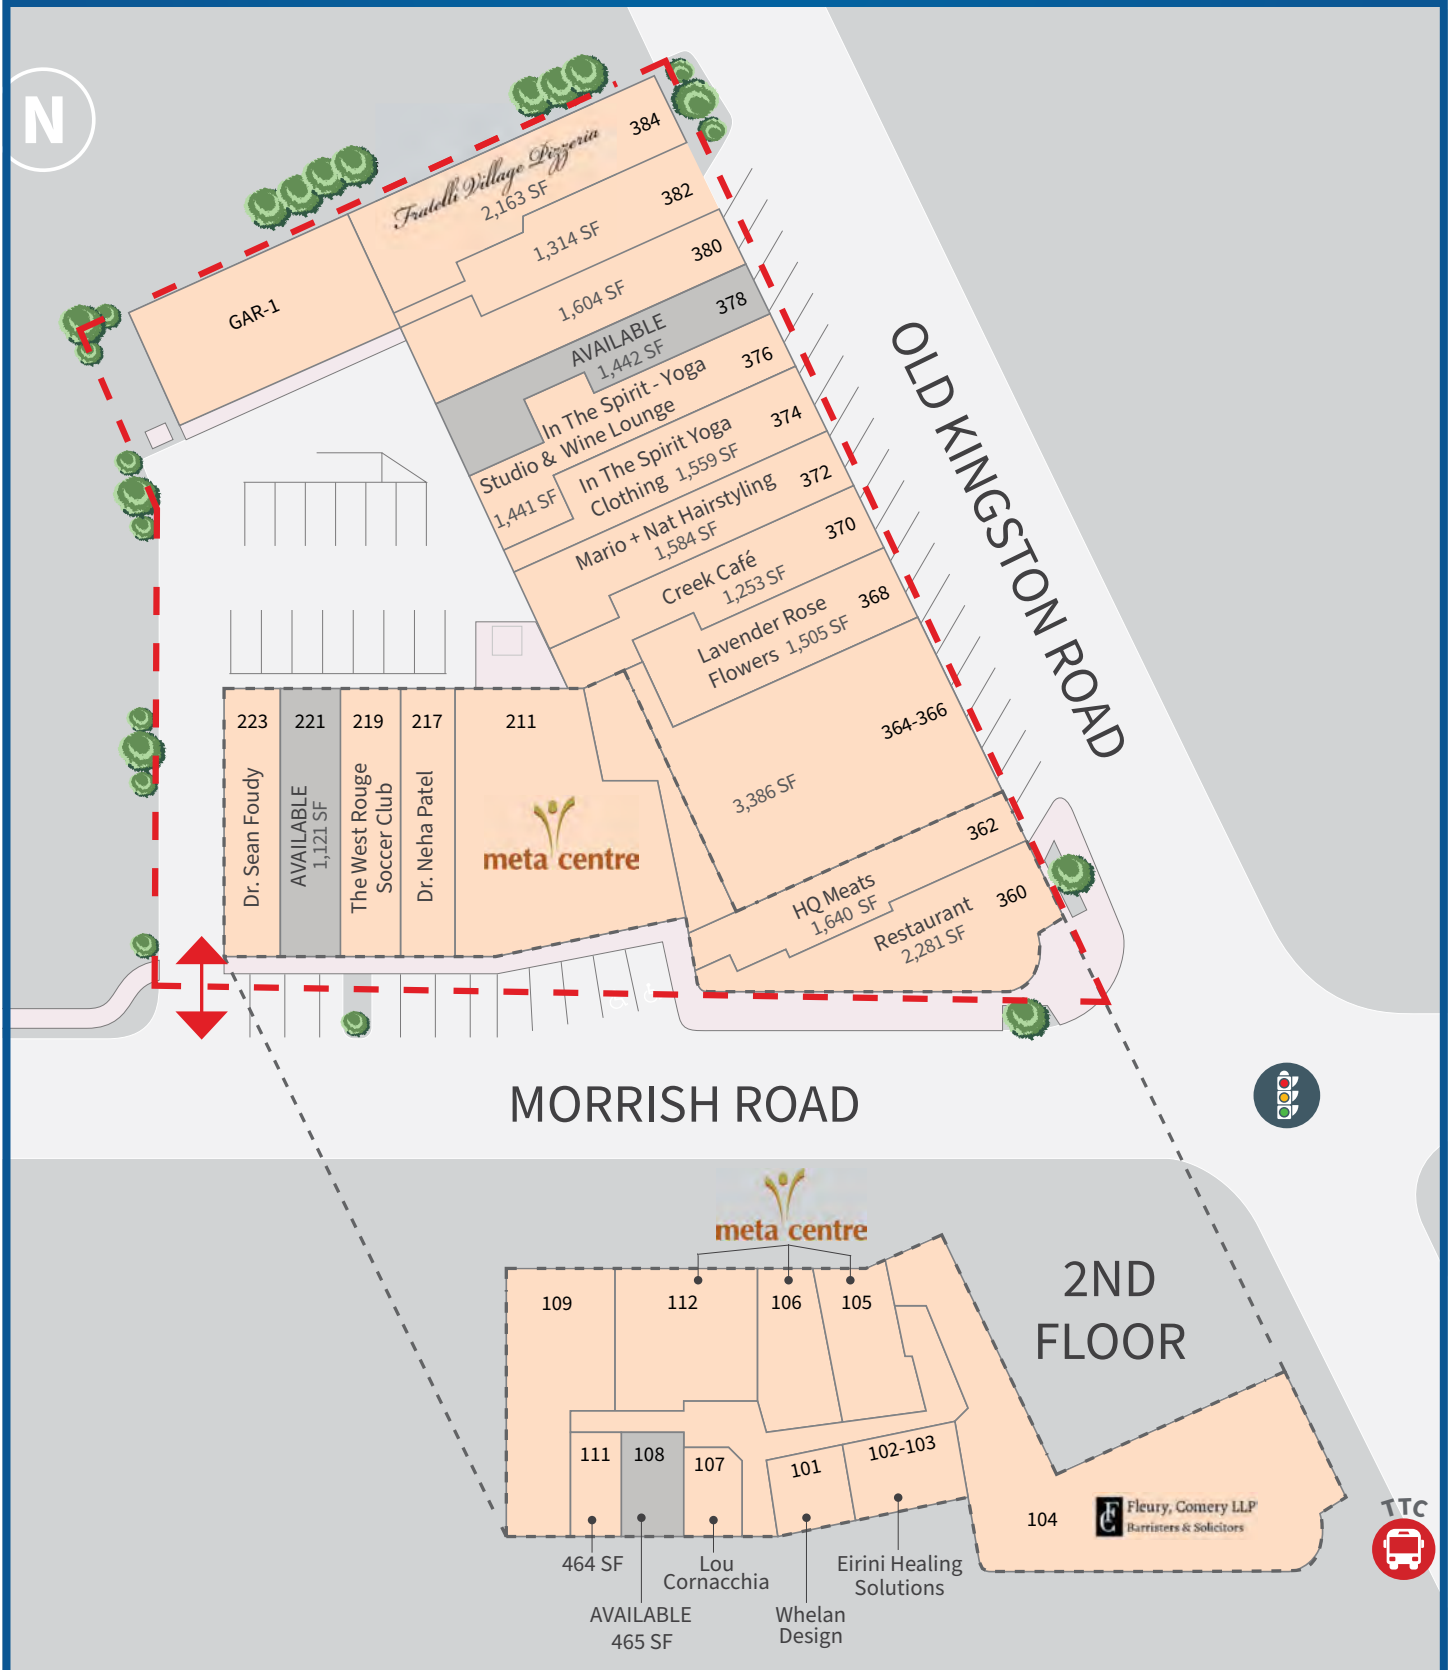 N
384
Fratelli Village Pizzeria
2,163 SF
382
1,314 SF
380
1,604 SF
378
AVAILABLE
1,442 SF
376
In The Spirit - Yoga
Studio & Wine Lounge
1,441 SF
374
In The Spirit Yoga
Clothing 1,559 SF
372
Mario + Nat Hairstyling
1,584 SF
370
Creek Café
1,253 SF
368
Lavender Rose
Flowers 1,505 SF
364-366
3,386 SF
362
HQ Meats
1,640 SF
360
Restaurant
2,281 SF
GAR-1
OLD KINGSTON ROAD
223
Dr. Sean Foudy
221
AVAILABLE
1,121 SF
219
The West Rouge
Soccer Club
217
Dr. Neha Patel
211
meta centre
MORRISH ROAD
meta centre
2ND
FLOOR
109
112
106
105
111
108
107
101
102-103
104
Fleury, Comery LLP
Barristers & Solicitors
TTC
464 SF
Lou
Cornacchia
Eirini Healing
Solutions
AVAILABLE
465 SF
Whelan
Design